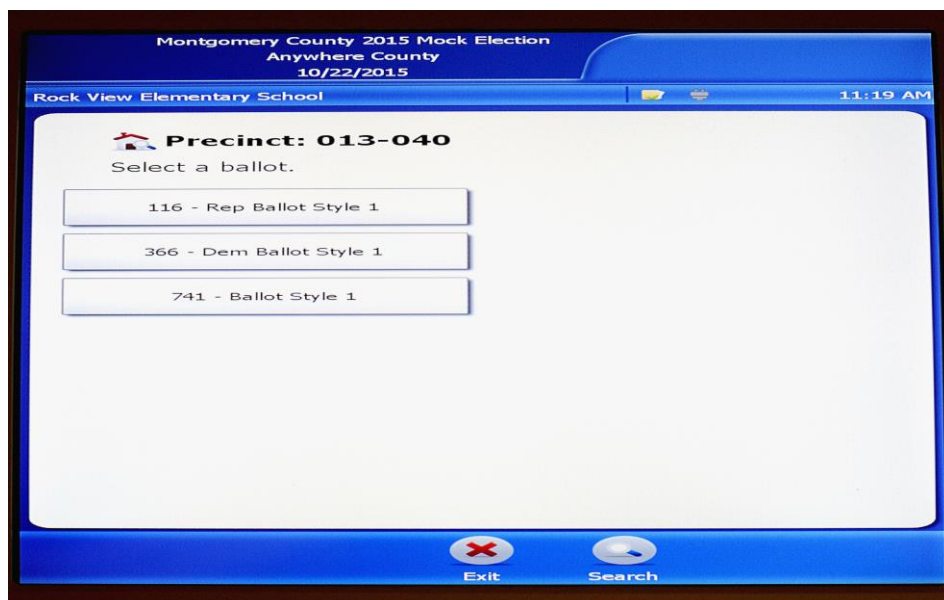 Montgomery County 2015 Mock Election
Anywhere County
10/22/2015
Rock View Elementary School 11:19 AM
Precinct: 013-040
Select a ballot.
116 - Rep Ballot Style 1
366 - Dem Ballot Style 1
741 - Ballot Style 1
Exit Search